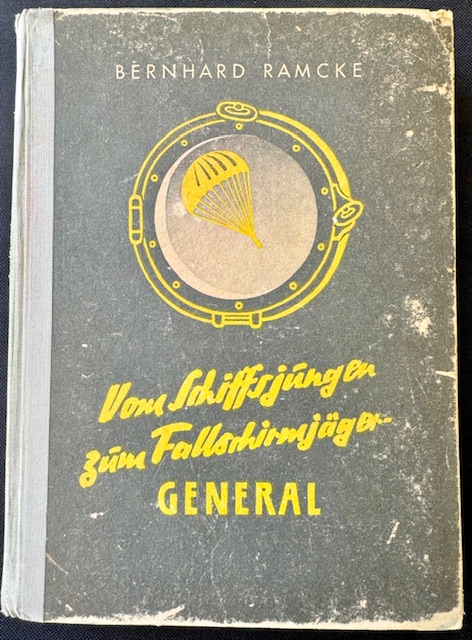 BERNHARD RAMCKE
Vom Schiffsjungen
zum Fallschirmjäger-
GENERAL